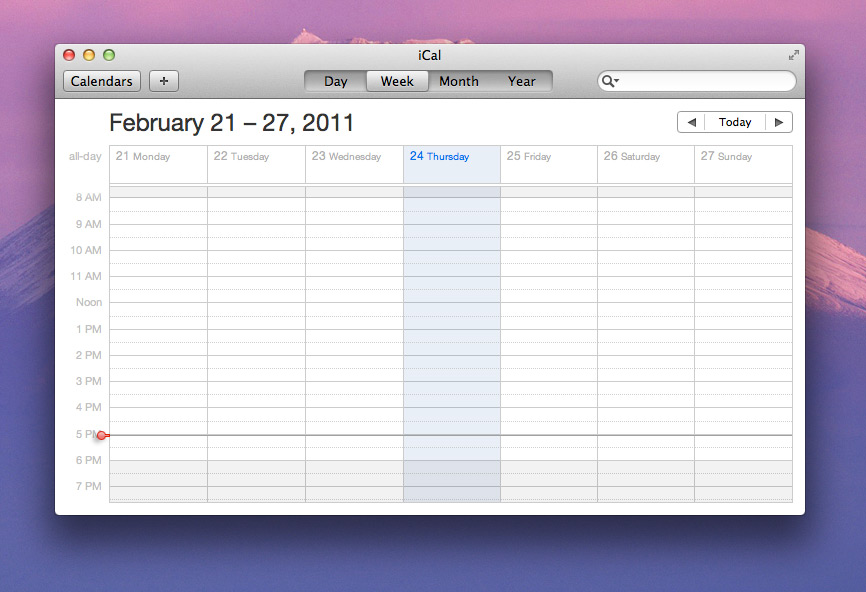 iCal
Calendars + Day Week Month Year
February 21 – 27, 2011 Today
all-day 21 Monday 22 Tuesday 23 Wednesday 24 Thursday 25 Friday 26 Saturday 27 Sunday
8 AM
9 AM
10 AM
11 AM
Noon
1 PM
2 PM
3 PM
4 PM
5 PM
6 PM
7 PM